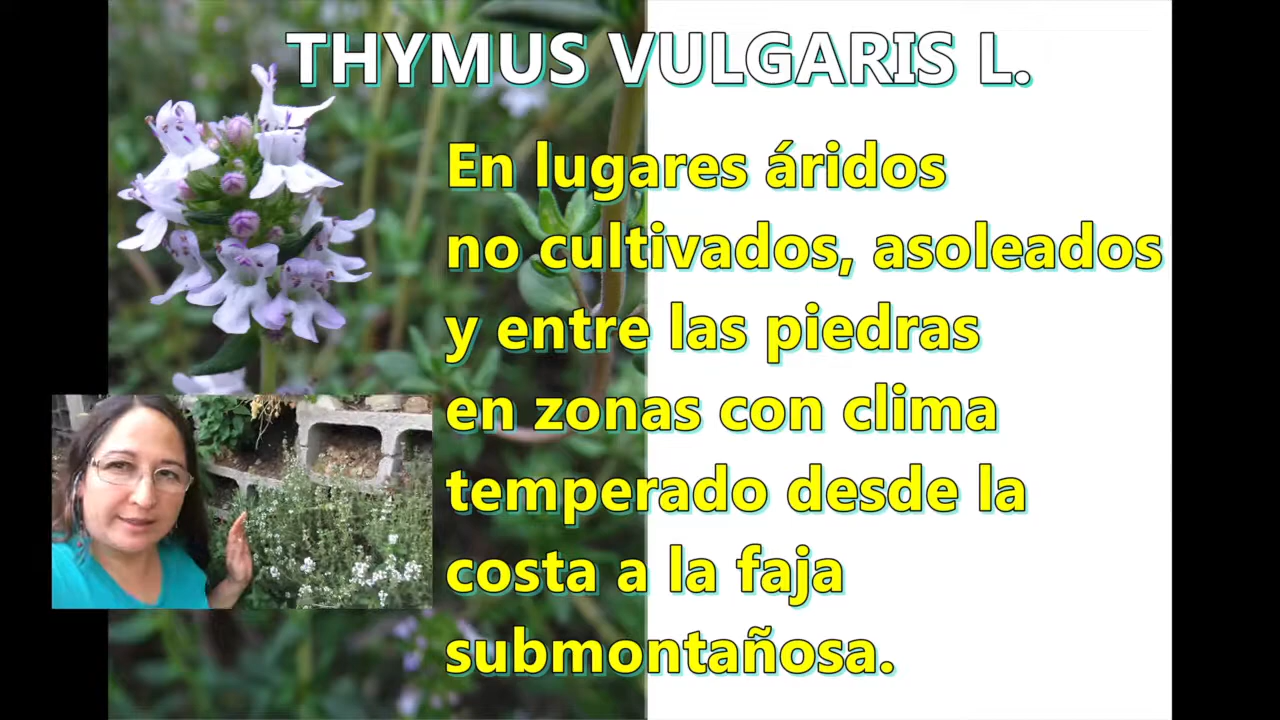 THYMUS VULGARIS L.
En lugares áridos
no cultivados, asoleados
y entre las piedras
en zonas con clima
temperado desde la
costa a la faja
submontañosa.